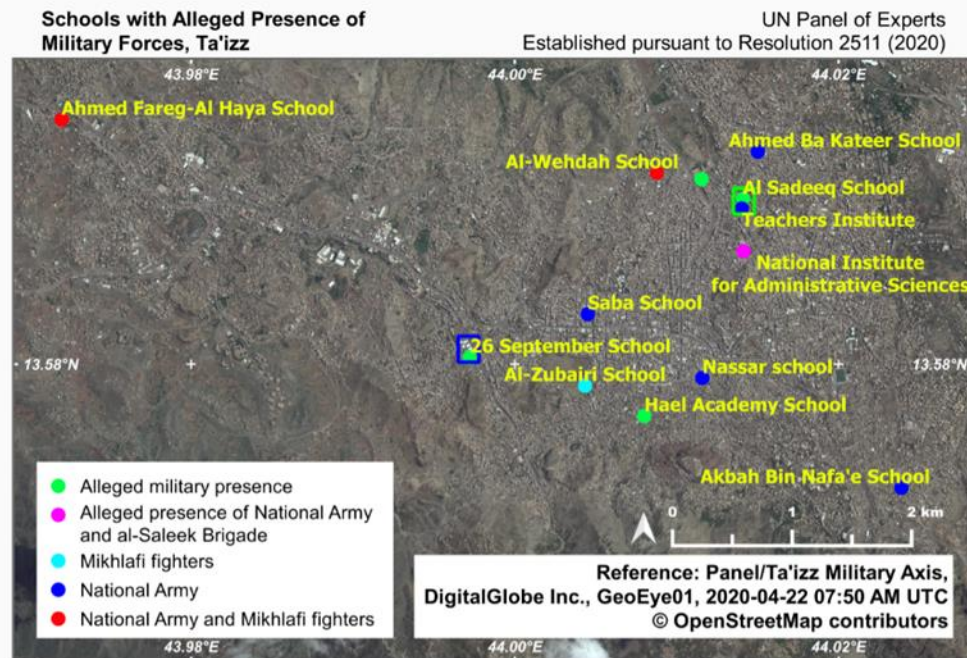 Schools with Alleged Presence of
Military Forces, Ta'izz
UN Panel of Experts
Established pursuant to Resolution 2511 (2020)
43.98°E
44.00°E
44.02°E
Ahmed Fareg-Al Haya School
Ahmed Ba Kateer School
Al-Wehdah School
Al Sadeeq School
Teachers Institute
National Institute
for Administrative Sciences
Saba School
26 September School
13.58°N
13.58°N
Al-Zubairi School
Nassar school
Hael Academy School
Akbah Bin Nafa'e School
Alleged military presence
Alleged presence of National Army
and al-Saleek Brigade
Mikhlafi fighters
National Army
National Army and Mikhlafi fighters
0 1 2 km
Reference: Panel/Ta'izz Military Axis,
DigitalGlobe Inc., GeoEye01, 2020-04-22 07:50 AM UTC
© OpenStreetMap contributors
43.98°E
44.00°E
44.02°E